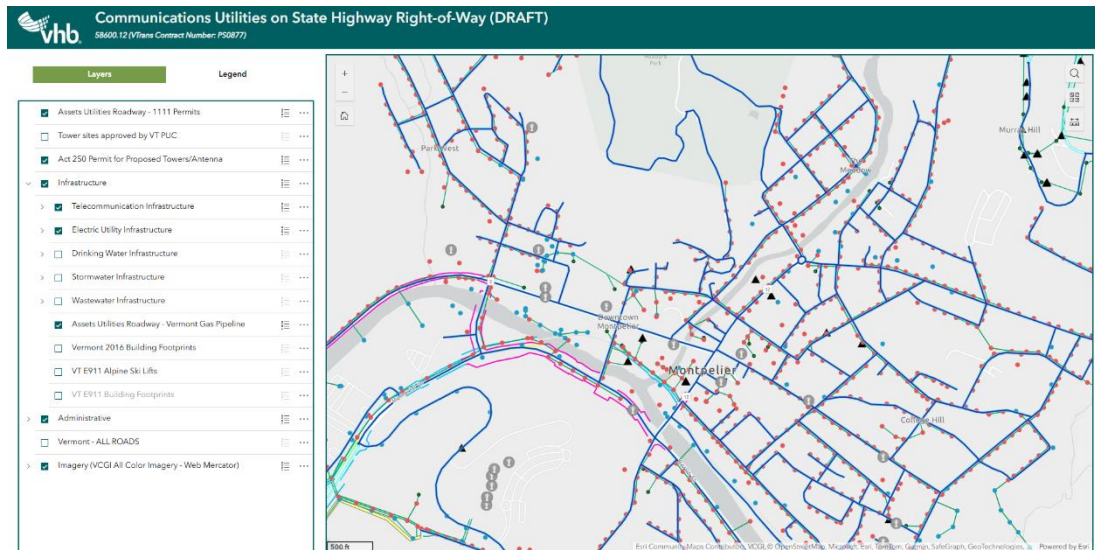 vhb
Communications Utilities on State Highway Right-of-Way (DRAFT)
58600.12 (VTrans Contract Number: PS0877)
Layers
Legend
Assets Utilities Roadway - 1111 Permits
Tower sites approved by VT PUC
Act 250 Permit for Proposed Towers/Antenna
Infrastructure
Telecommunication Infrastructure
Electric Utility Infrastructure
Drinking Water Infrastructure
Stormwater Infrastructure
Wastewater Infrastructure
Assets Utilities Roadway - Vermont Gas Pipeline
Vermont 2016 Building Footprints
VT E911 Alpine Ski Lifts
VT E911 Building Footprints
Administrative
Vermont - ALL ROADS
Imagery (VCGI All Color Imagery - Web Mercator)
Park
Park West
Murray Hill
The
Meadow
Downtown
Montpelier
Montpelier
College Hill
500 ft
Esri Community Maps Contributors, VCGI, © OpenStreetMap, Microsoft, Esri, TomTom, Garmin, SafeGraph, GeoTechnologies,
Powered by Esri